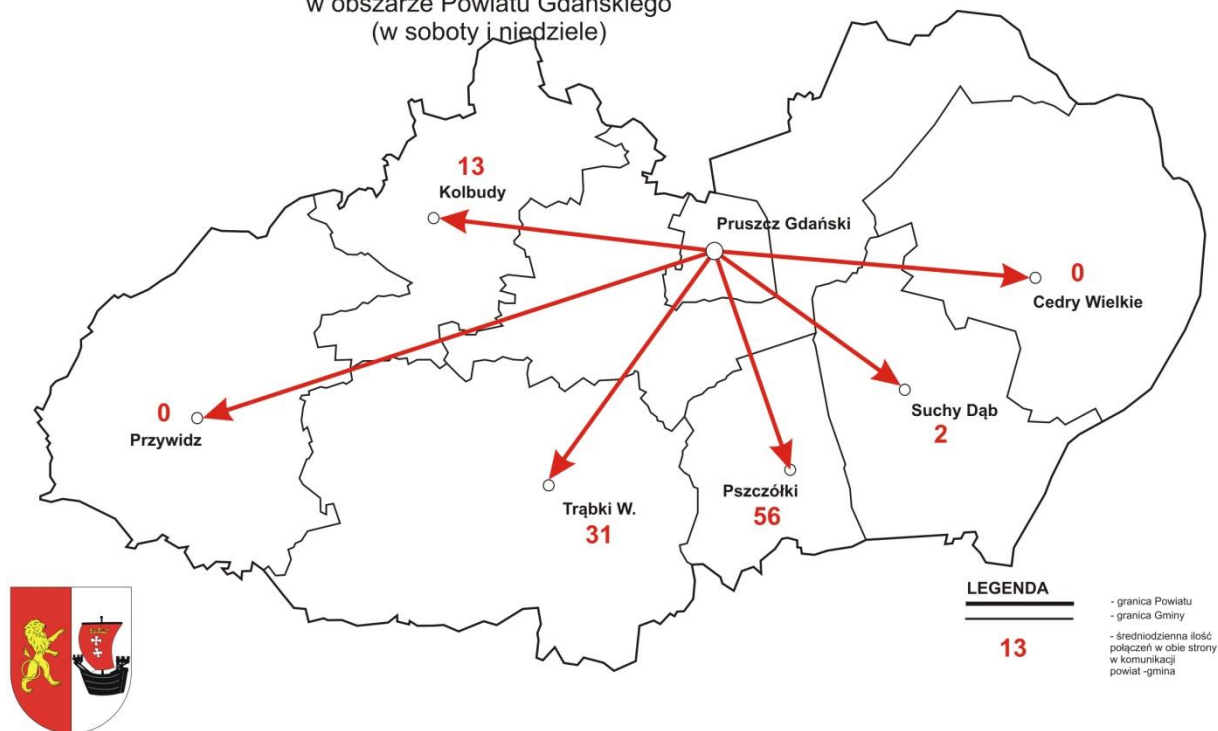 w obszarze Powiatu Gdańskiego
(w soboty i niedziele)
13
Kolbudy
Pruszcz Gdański
0
Cedry Wielkie
0
Przywidz
Suchy Dąb
2
Trąbki W.
31
Pszczółki
56
LEGENDA
- granica Powiatu
- granica Gminy
13
- średniodzienna ilość
połączeń w obie strony
w komunikacji
powiat -gmina